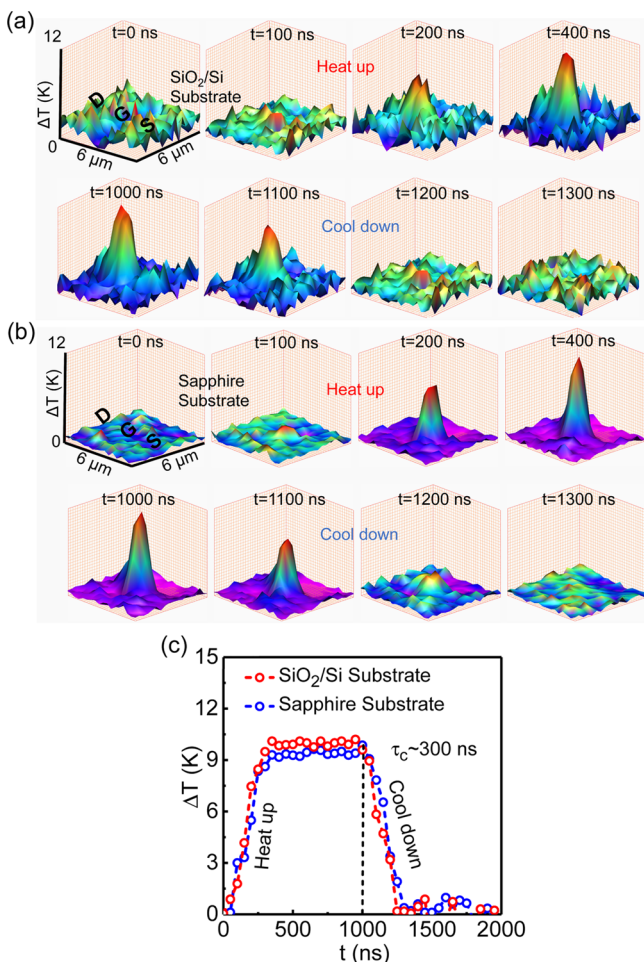 (a)
t=0 ns
t=100 ns
t=200 ns
t=400 ns
12
ΔT (K)
0
SiO₂/Si
Substrate
Heat up
D
G
S
6 μm
6 μm
t=1000 ns
t=1100 ns
t=1200 ns
t=1300 ns
Cool down
(b)
t=0 ns
t=100 ns
t=200 ns
t=400 ns
12
ΔT (K)
0
Sapphire
Substrate
Heat up
D
G
S
6 μm
6 μm
t=1000 ns
t=1100 ns
t=1200 ns
t=1300 ns
Cool down
(c)
15
12
9
6
3
0
ΔT (K)
SiO₂/Si Substrate
Sapphire Substrate
τc~300 ns
Heat up
Cool down
0
500
1000
1500
2000
t (ns)